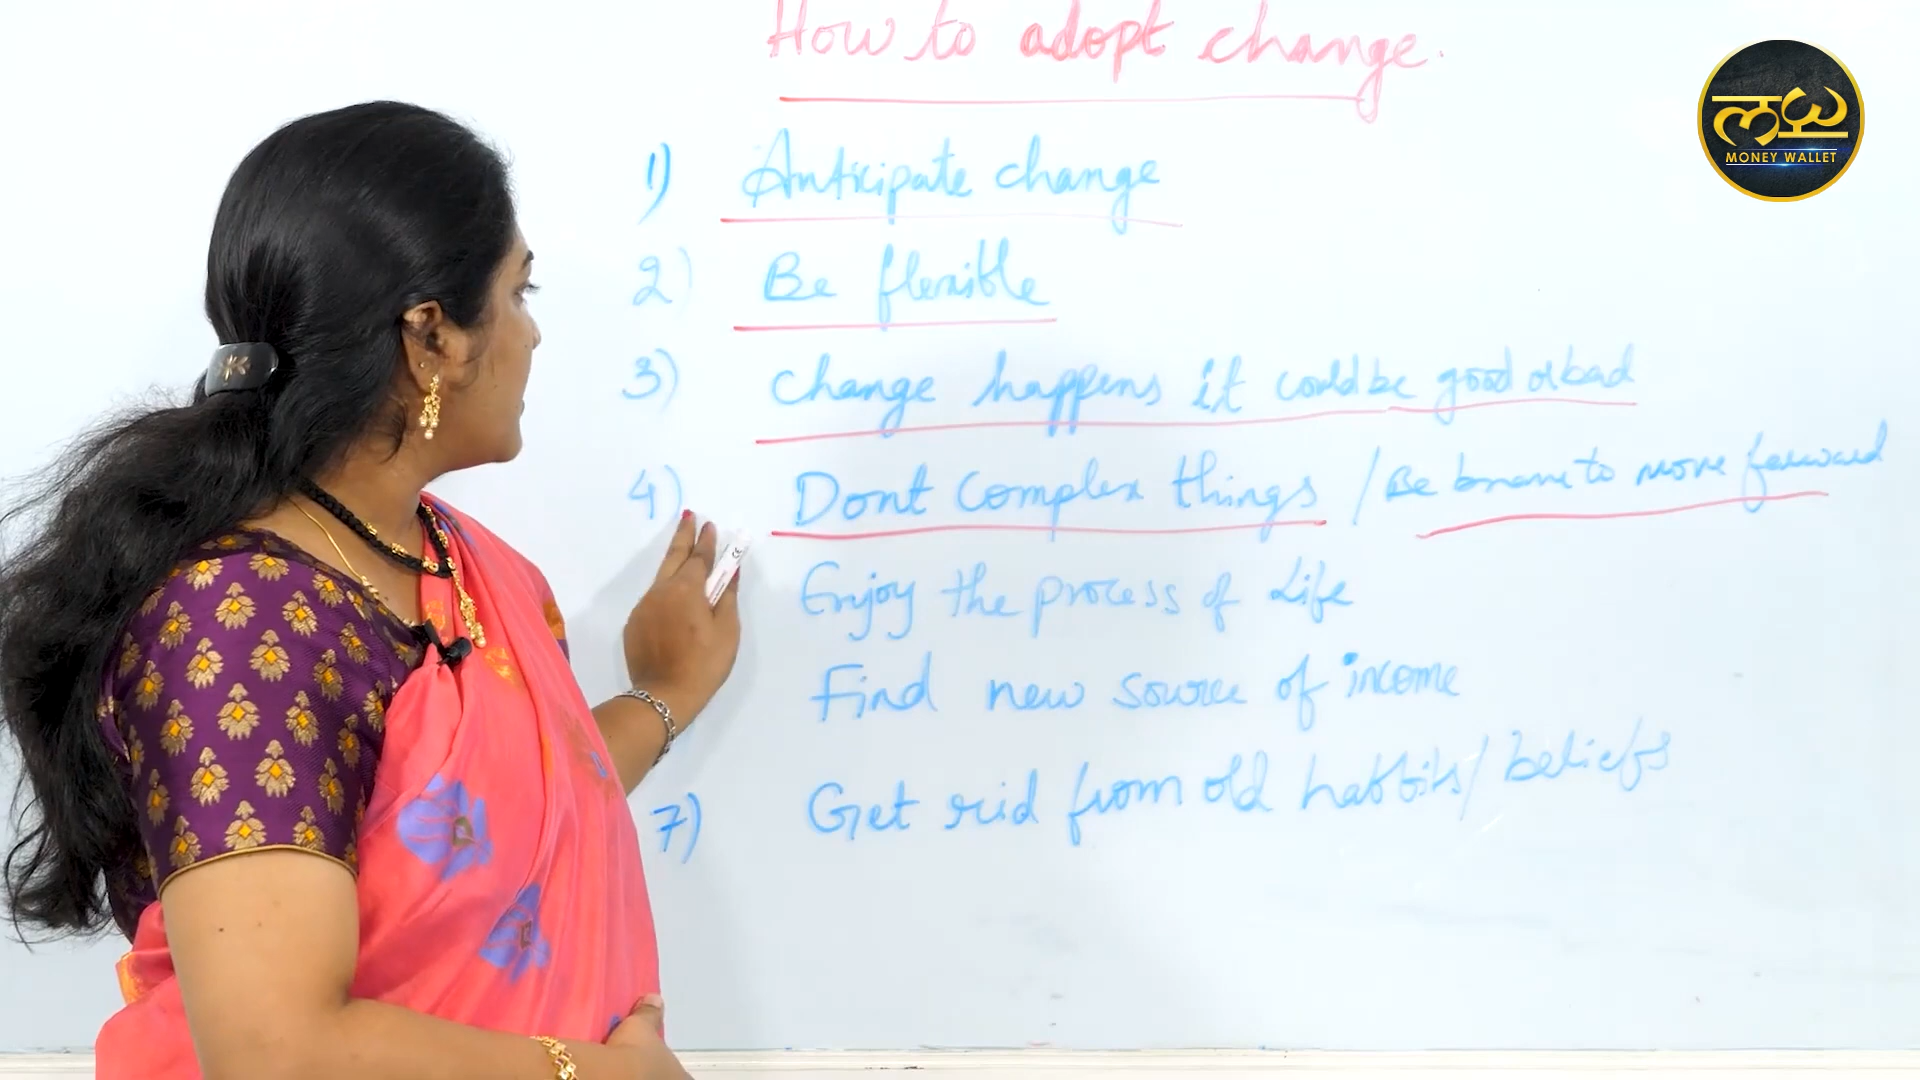 How to adopt change.
1) Anticipate change
2) Be flexible
3) Change happens it could be good or bad
4) Dont Complex things / Be brave to move forward
Enjoy the process of Life
Find new source of income
7) Get rid from old habbits / beliefs
MONEY WALLET